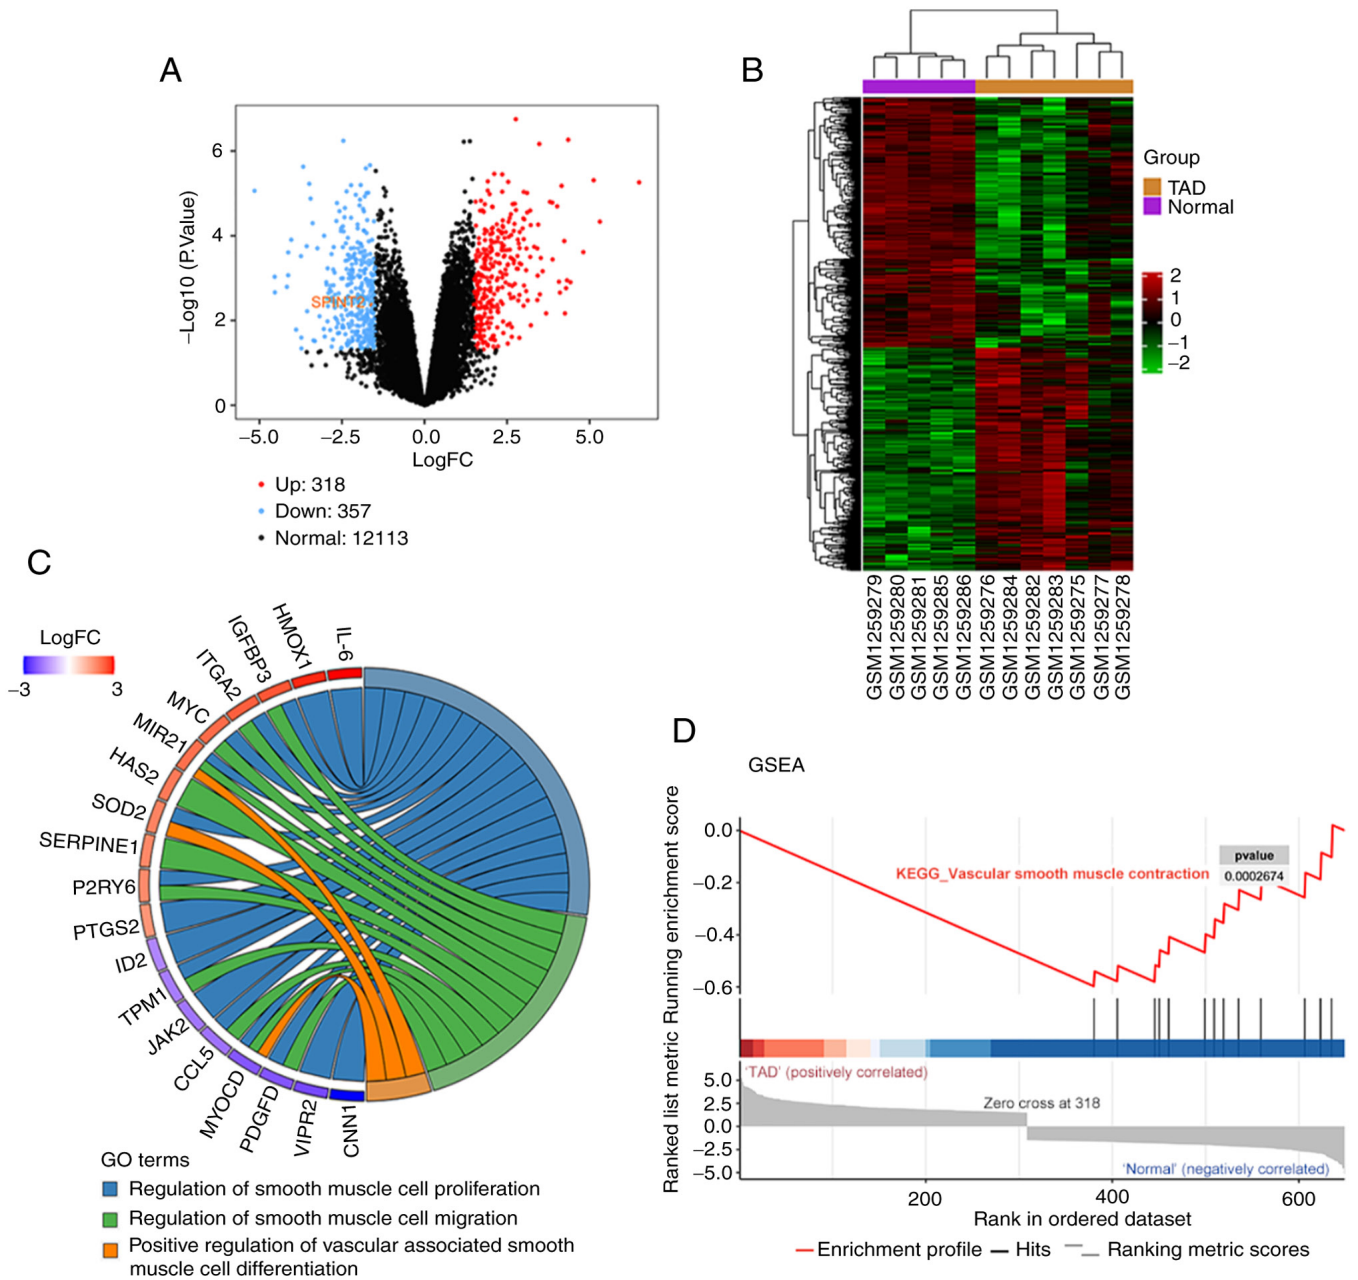 A
−Log10 (P.Value)
6
4
2
0
SPINT2
−5.0 −2.5 0.0 2.5 5.0
LogFC
Up: 318
Down: 357
Normal: 12113
B
Group
TAD
Normal
2
1
0
−1
−2
GSM1259279
GSM1259280
GSM1259281
GSM1259285
GSM1259286
GSM1259276
GSM1259284
GSM1259282
GSM1259283
GSM1259275
GSM1259277
GSM1259278
C
LogFC
−3 3
IL-6
HMOX1
IGFBP3
ITGA2
MYC
MIR21
HAS2
SOD2
SERPINE1
P2RY6
PTGS2
ID2
TPM1
JAK2
CCL5
MYOCD
PDGFD
VIPR2
CNN1
GO terms
Regulation of smooth muscle cell proliferation
Regulation of smooth muscle cell migration
Positive regulation of vascular associated smooth
muscle cell differentiation
D
GSEA
Running enrichment score
0.0
−0.2
−0.4
−0.6
KEGG_Vascular smooth muscle contraction
pvalue
0.0002674
Ranked list metric
'TAD' (positively correlated)
5.0
2.5
0.0
−2.5
−5.0
Zero cross at 318
'Normal' (negatively correlated)
200 400 600
Rank in ordered dataset
Enrichment profile Hits Ranking metric scores